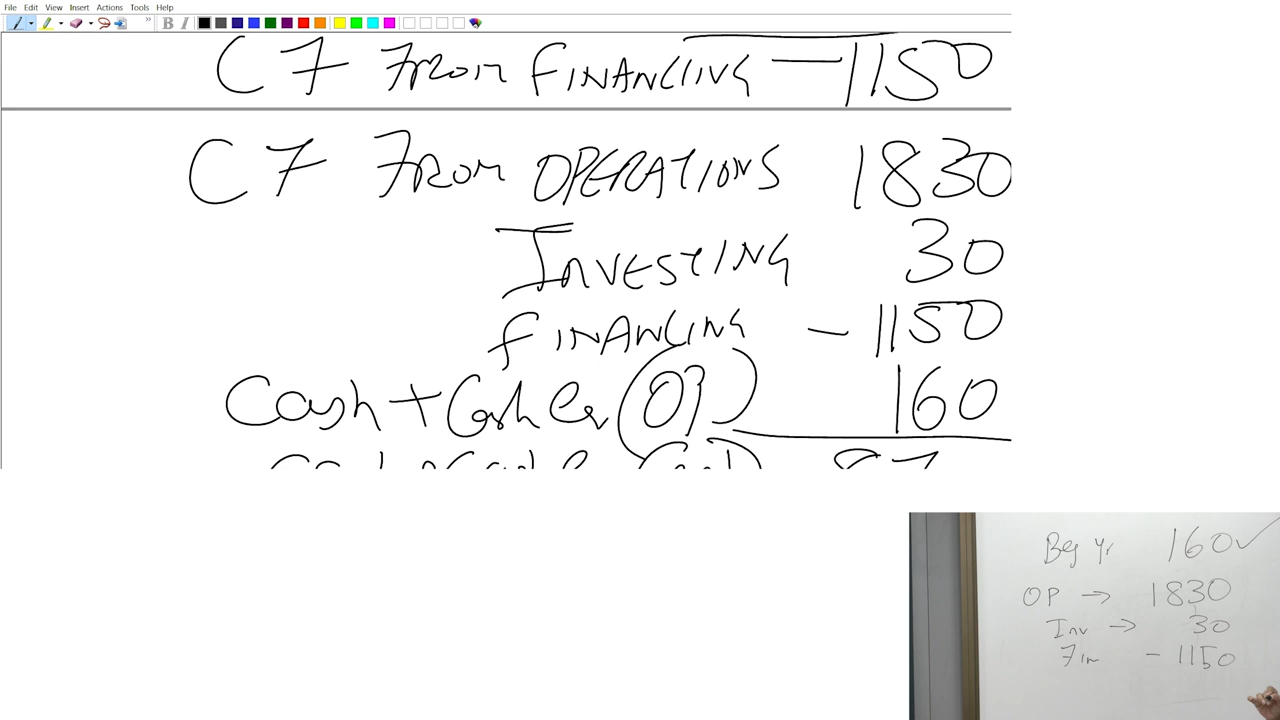 File Edit View Insert Actions Tools Help
B I
CF From FINANCING -1150
CF From OPERATIONS 1830
INVESTING 30
FINANCING - 1150
Cash + Cash Eq (OP) 160
Beg Yr 160 ✓
OP → 1830
Inv → 30
Fin - 1150